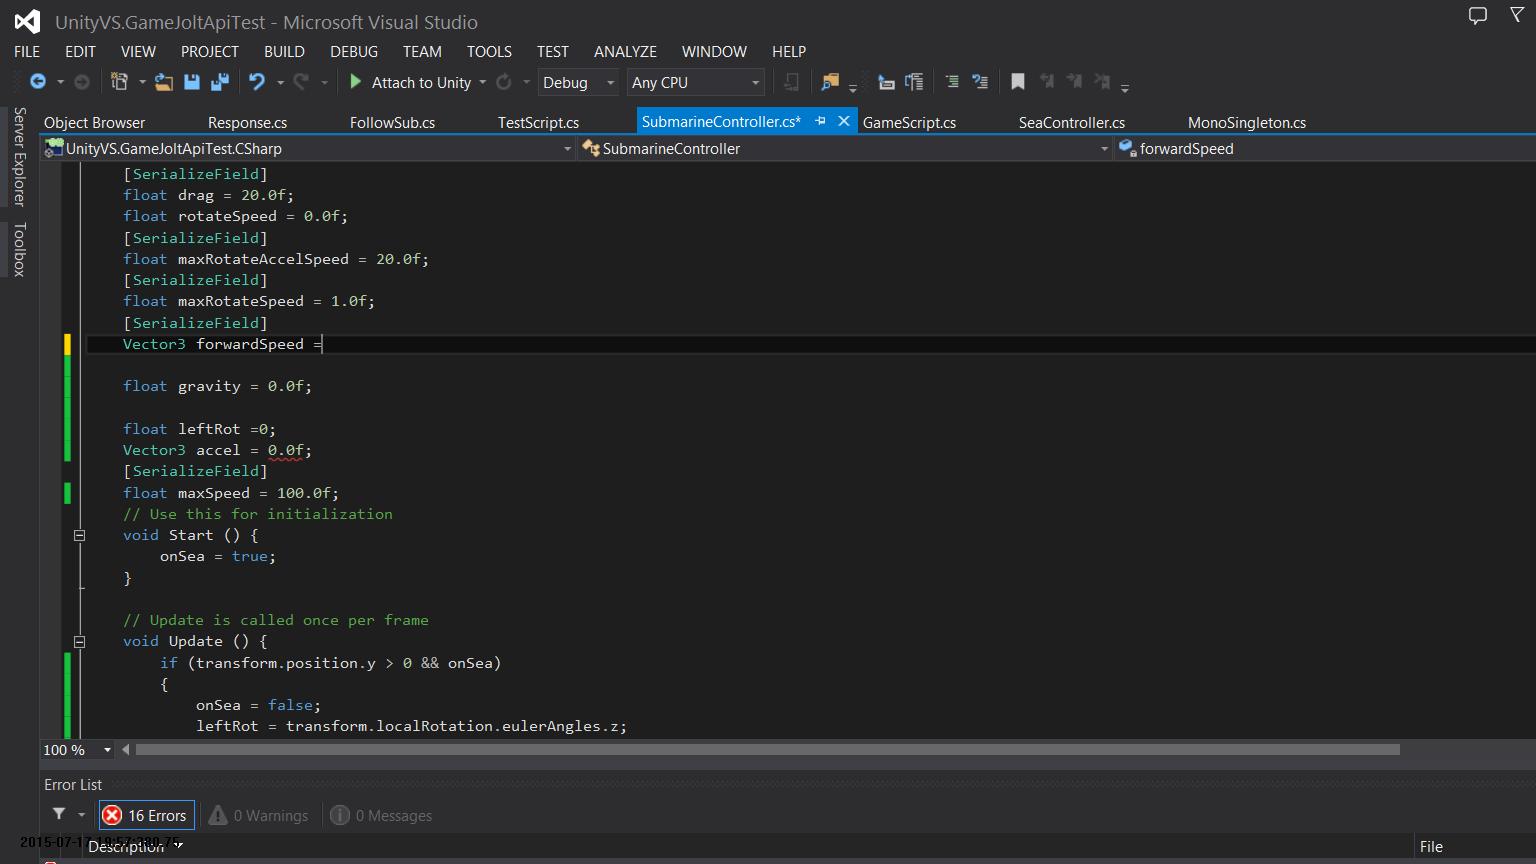 UnityVS.GameJoltApiTest - Microsoft Visual Studio
FILE EDIT VIEW PROJECT BUILD DEBUG TEAM TOOLS TEST ANALYZE WINDOW HELP
Attach to Unity Debug Any CPU
Server Explorer
Toolbox
Object Browser Response.cs FollowSub.cs TestScript.cs SubmarineController.cs* GameScript.cs SeaController.cs MonoSingleton.cs
UnityVS.GameJoltApiTest.CSharp SubmarineController forwardSpeed
[SerializeField]
float drag = 20.0f;
float rotateSpeed = 0.0f;
[SerializeField]
float maxRotateAccelSpeed = 20.0f;
[SerializeField]
float maxRotateSpeed = 1.0f;
[SerializeField]
Vector3 forwardSpeed =
float gravity = 0.0f;
float leftRot =0;
Vector3 accel = 0.0f;
[SerializeField]
float maxSpeed = 100.0f;
// Use this for initialization
void Start () {
onSea = true;
}
// Update is called once per frame
void Update () {
if (transform.position.y > 0 && onSea)
{
onSea = false;
leftRot = transform.localRotation.eulerAngles.z;
100 %
Error List
16 Errors 0 Warnings 0 Messages
Description File